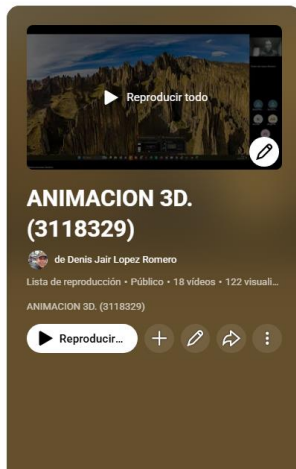 Reproducir todo
ANIMACION 3D.
(3118329)
de Denis Jair Lopez Romero
Lista de reproducción • Público • 18 vídeos • 122 visuali...
ANIMACION 3D. (3118329)
Reproducir...